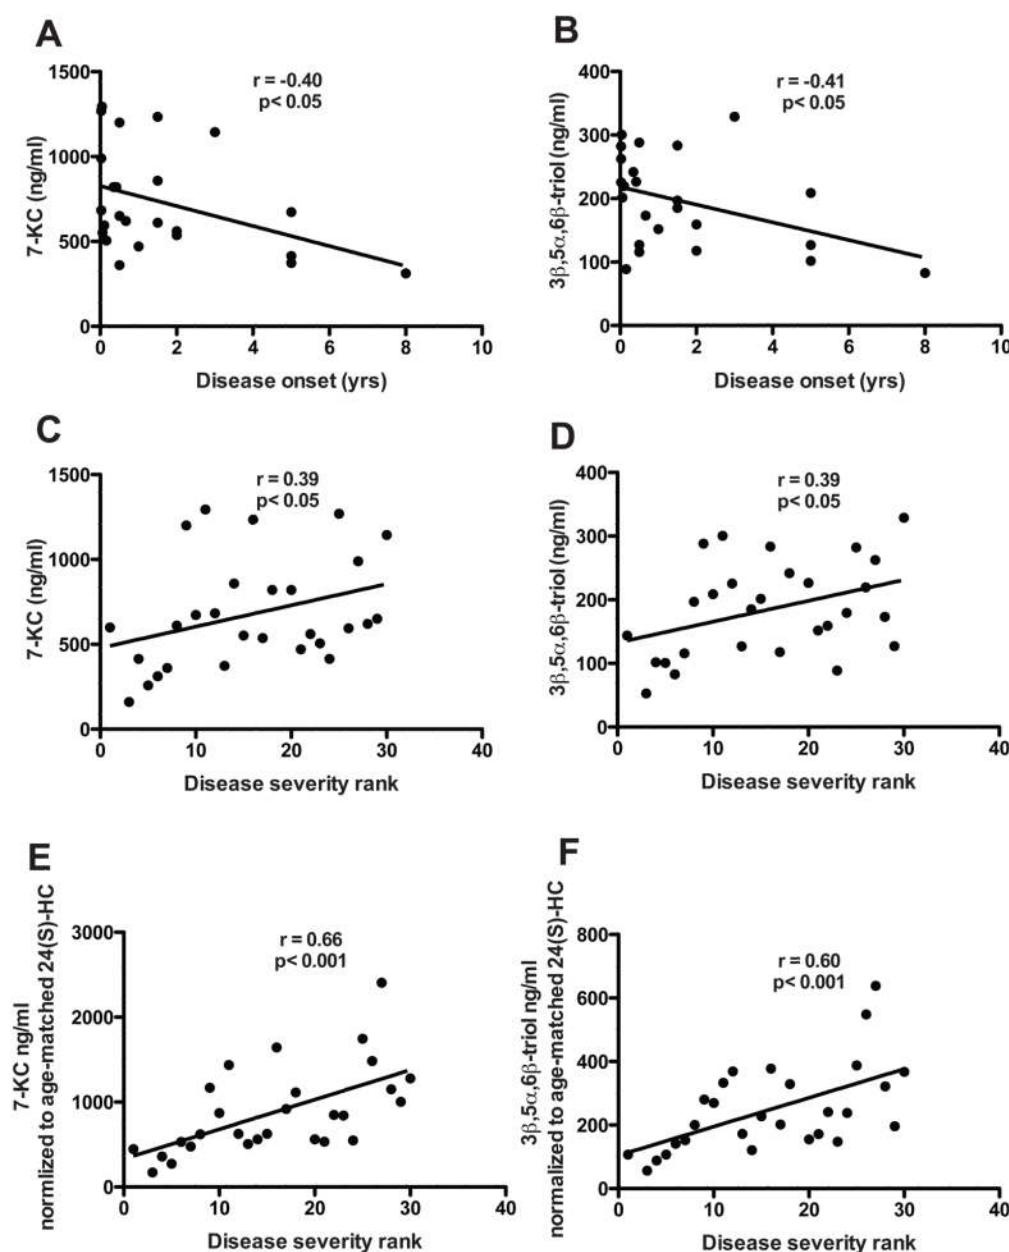 A
r = -0.40
p< 0.05
7-KC (ng/ml)
1500
1000
500
0
0 2 4 6 8 10
Disease onset (yrs)
B
r = -0.41
p< 0.05
3β,5α,6β-triol (ng/ml)
400
300
200
100
0
0 2 4 6 8 10
Disease onset (yrs)
C
r = 0.39
p< 0.05
7-KC (ng/ml)
1500
1000
500
0
0 10 20 30 40
Disease severity rank
D
r = 0.39
p< 0.05
3β,5α,6β-triol (ng/ml)
400
300
200
100
0
0 10 20 30 40
Disease severity rank
E
r = 0.66
p< 0.001
7-KC ng/ml
normlized to age-matched 24(S)-HC
3000
2000
1000
0
0 10 20 30 40
Disease severity rank
F
r = 0.60
p< 0.001
3β,5α,6β-triol ng/ml
normalized to age-matched 24(S)-HC
800
600
400
200
0
0 10 20 30 40
Disease severity rank